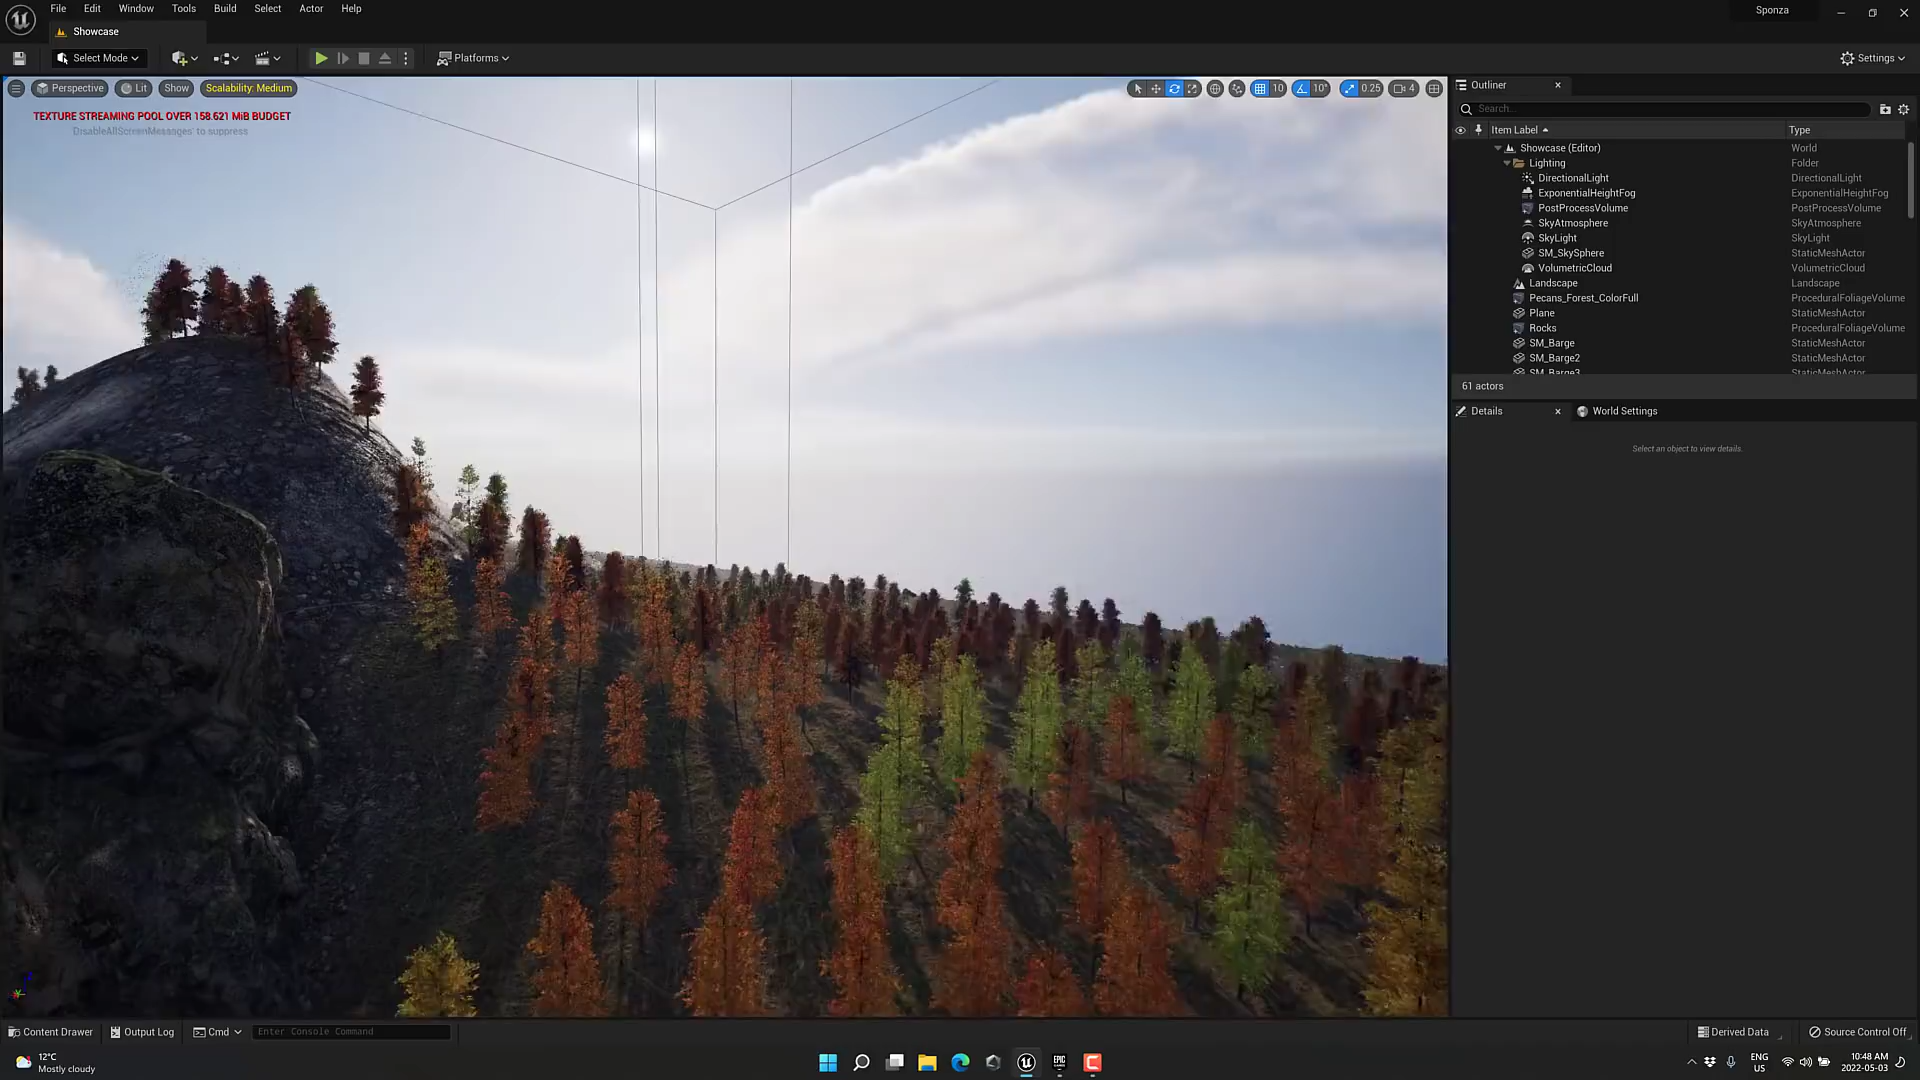 File Edit Window Tools Build Select Actor Help
Sponza
Showcase
Select Mode
Platforms
Settings
Perspective Lit Show Scalability: Medium
10 10° 0.25 4
TEXTURE STREAMING POOL OVER 158.621 MiB BUDGET
'DisableAllScreenMessages' to suppress
Outliner
Search...
Item Label Type
Showcase (Editor) World
Lighting Folder
DirectionalLight DirectionalLight
ExponentialHeightFog ExponentialHeightFog
PostProcessVolume PostProcessVolume
SkyAtmosphere SkyAtmosphere
SkyLight SkyLight
SM_SkySphere StaticMeshActor
VolumetricCloud VolumetricCloud
Landscape Landscape
Pecans_Forest_ColorFull ProceduralFoliageVolume
Plane StaticMeshActor
Rocks ProceduralFoliageVolume
SM_Barge StaticMeshActor
SM_Barge2 StaticMeshActor
SM_Barge3 StaticMeshActor
61 actors
Details World Settings
Select an object to view details.
Content Drawer Output Log Cmd Enter Console Command
Derived Data Source Control Off
12°C
Mostly cloudy
EPIC
GAMES
ENG
US
10:48 AM
2022-05-03